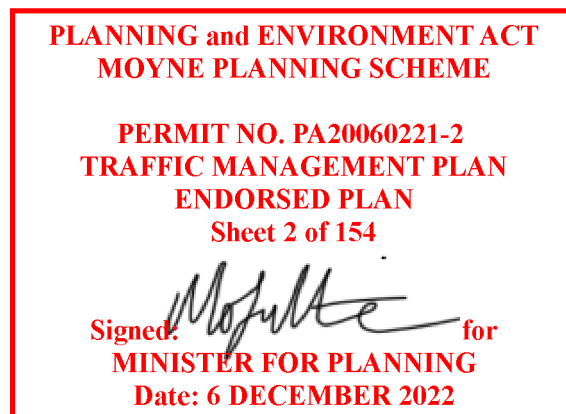 PLANNING and ENVIRONMENT ACT
MOYNE PLANNING SCHEME
PERMIT NO. PA20060221-2
TRAFFIC MANAGEMENT PLAN
ENDORSED PLAN
Sheet 2 of 154
Signed: for
MINISTER FOR PLANNING
Date: 6 DECEMBER 2022